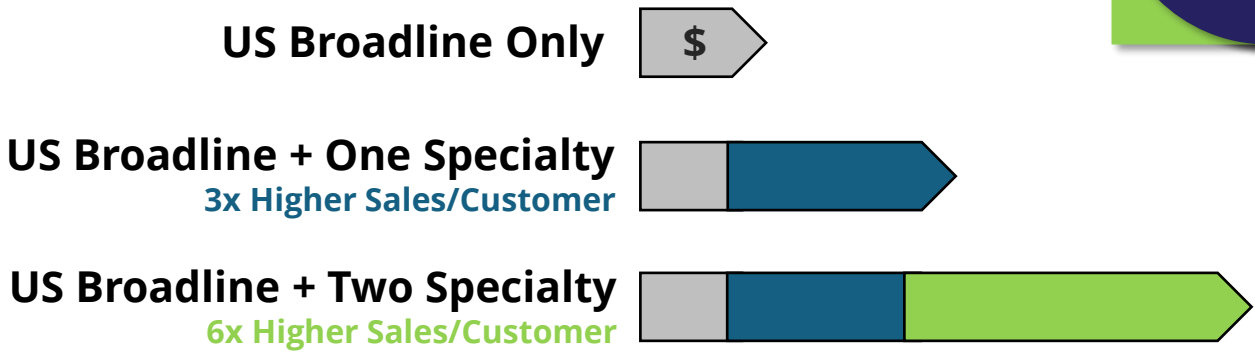 US Broadline Only
$
US Broadline + One Specialty
3x Higher Sales/Customer
US Broadline + Two Specialty
6x Higher Sales/Customer